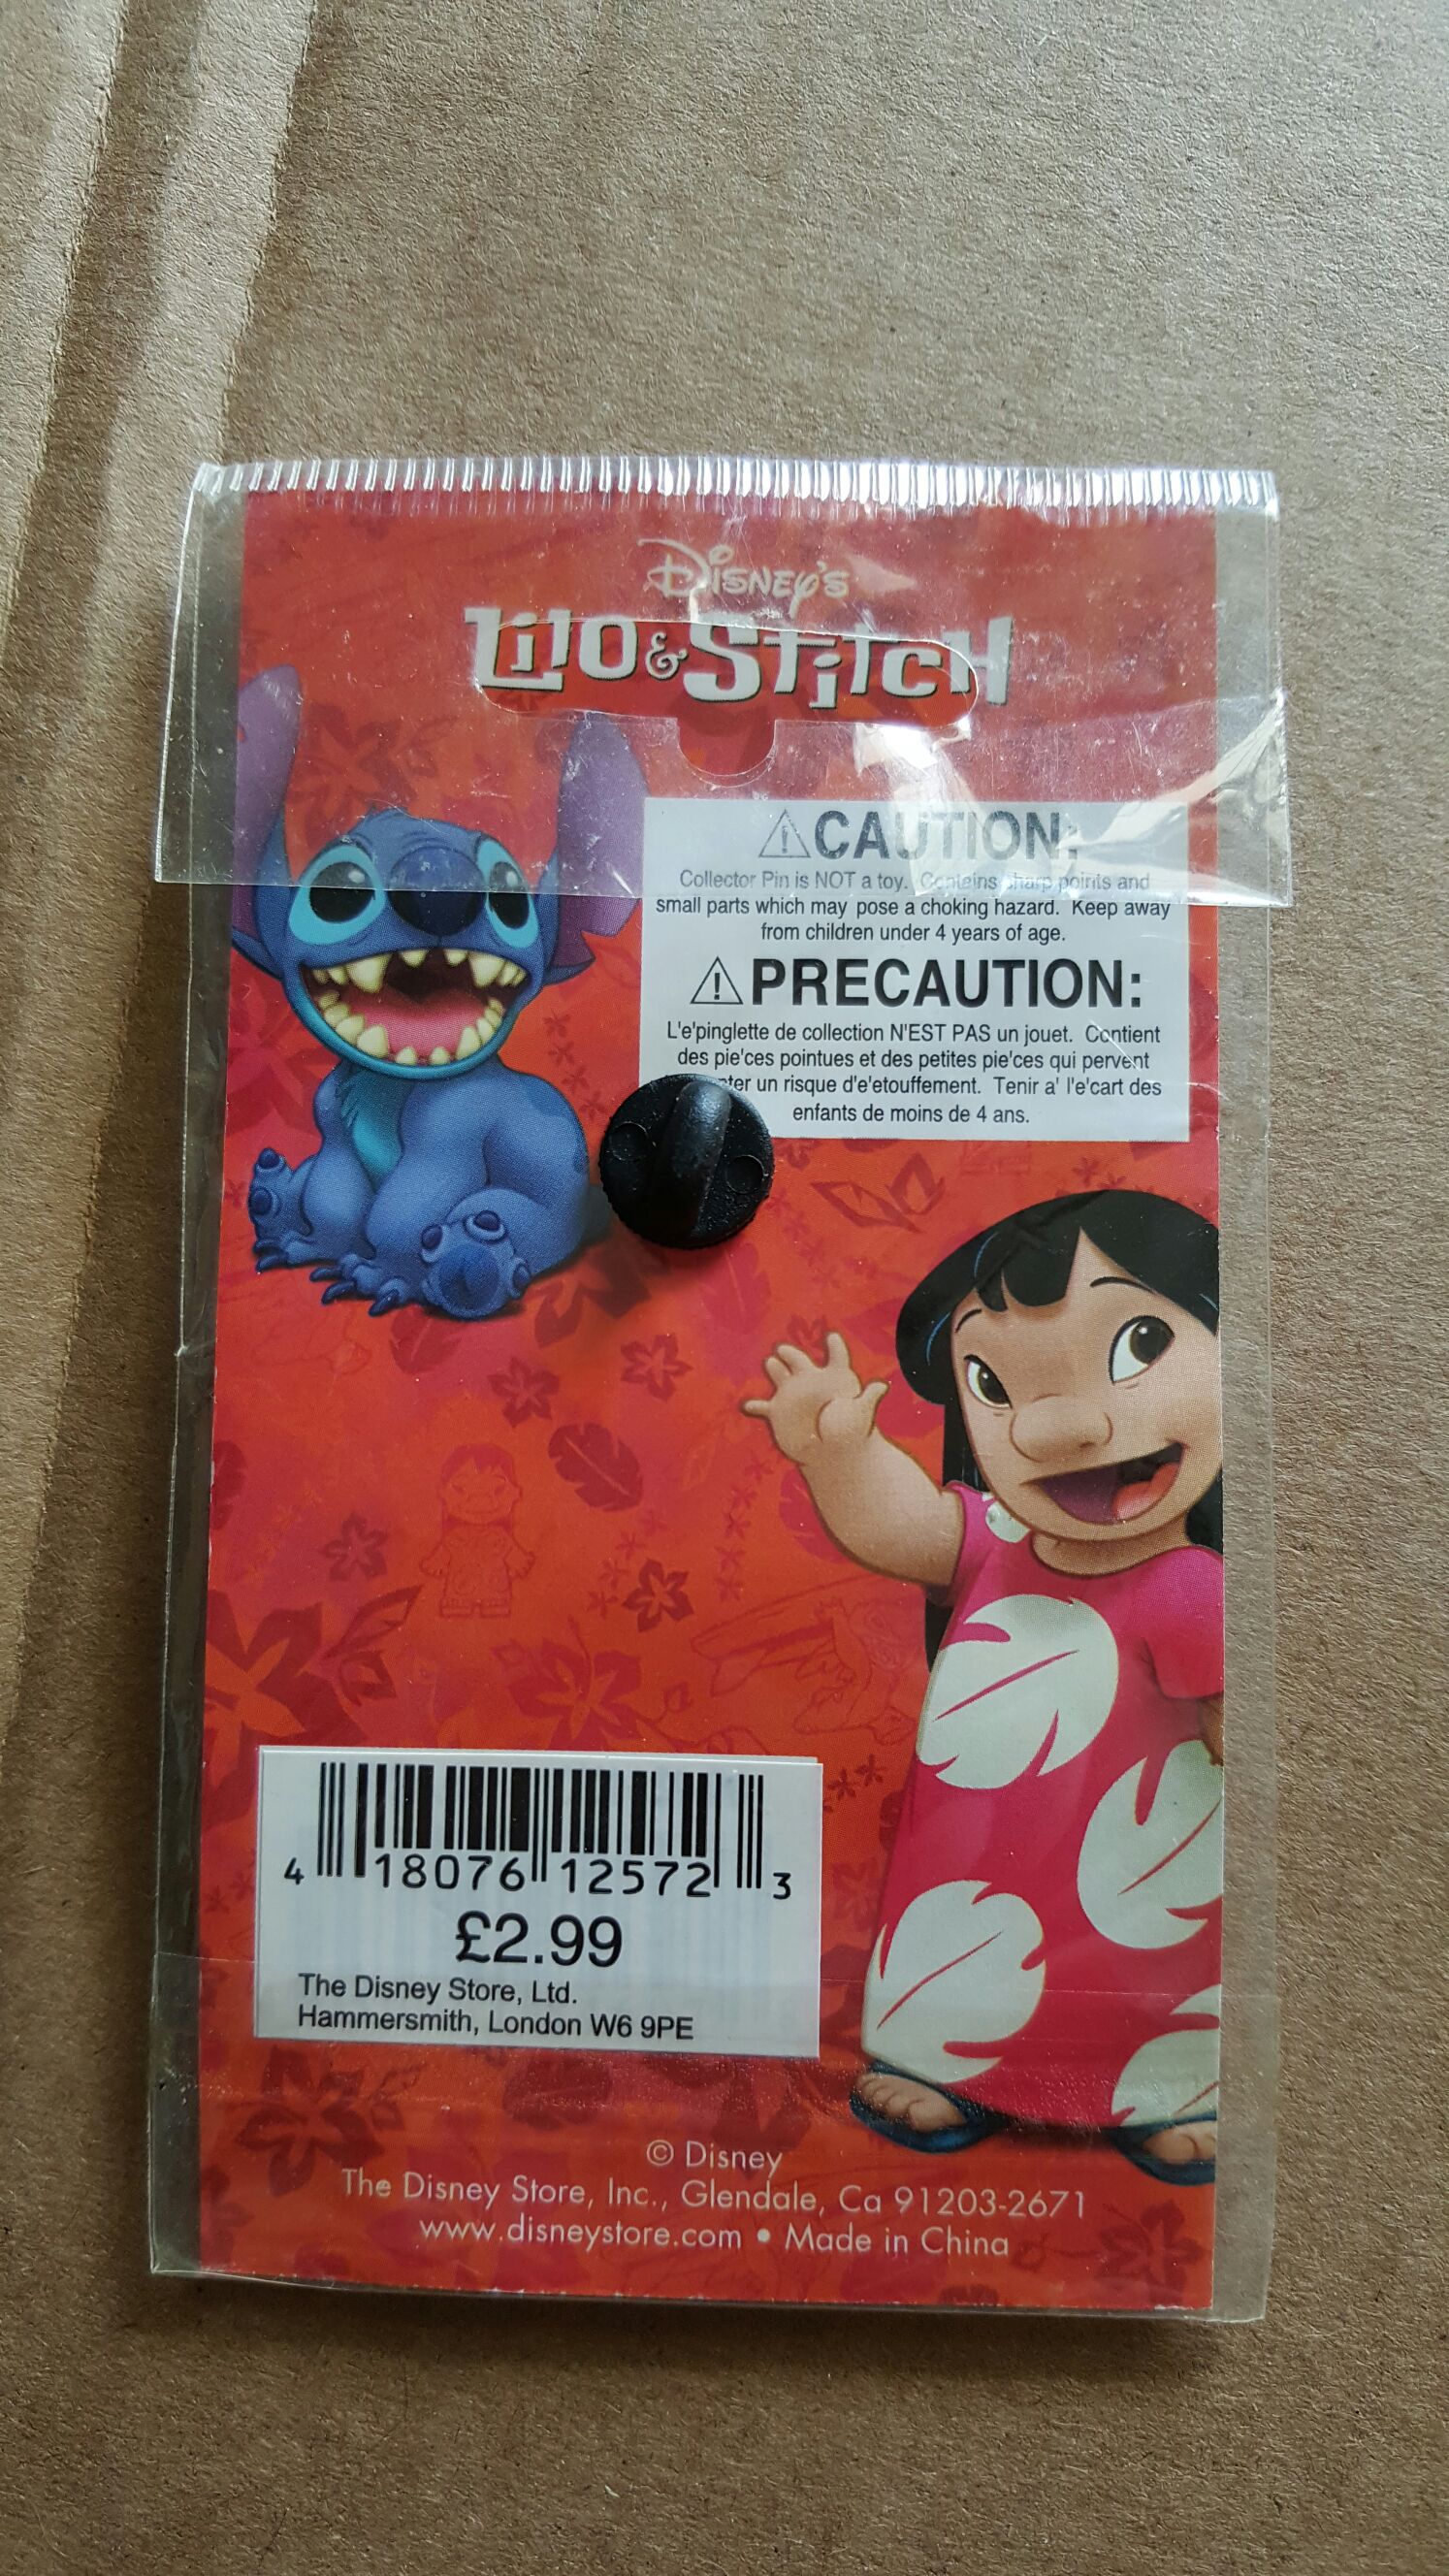 Disney's
Lilo & Stitch
CAUTION:
Collector Pin is NOT a toy. Contains sharp points and
small parts which may pose a choking hazard. Keep away
from children under 4 years of age.
PRECAUTION:
L'e'pinglette de collection N'EST PAS un jouet. Contient
des pie'ces pointues et des petites pie'ces qui pervent
un risque d'e'etouffement. Tenir a' l'e'cart des
enfants de moins de 4 ans.
4 18076 12572 3
£2.99
The Disney Store, Ltd.
Hammersmith, London W6 9PE
© Disney
The Disney Store, Inc., Glendale, Ca 91203-2671
www.disneystore.com • Made in China